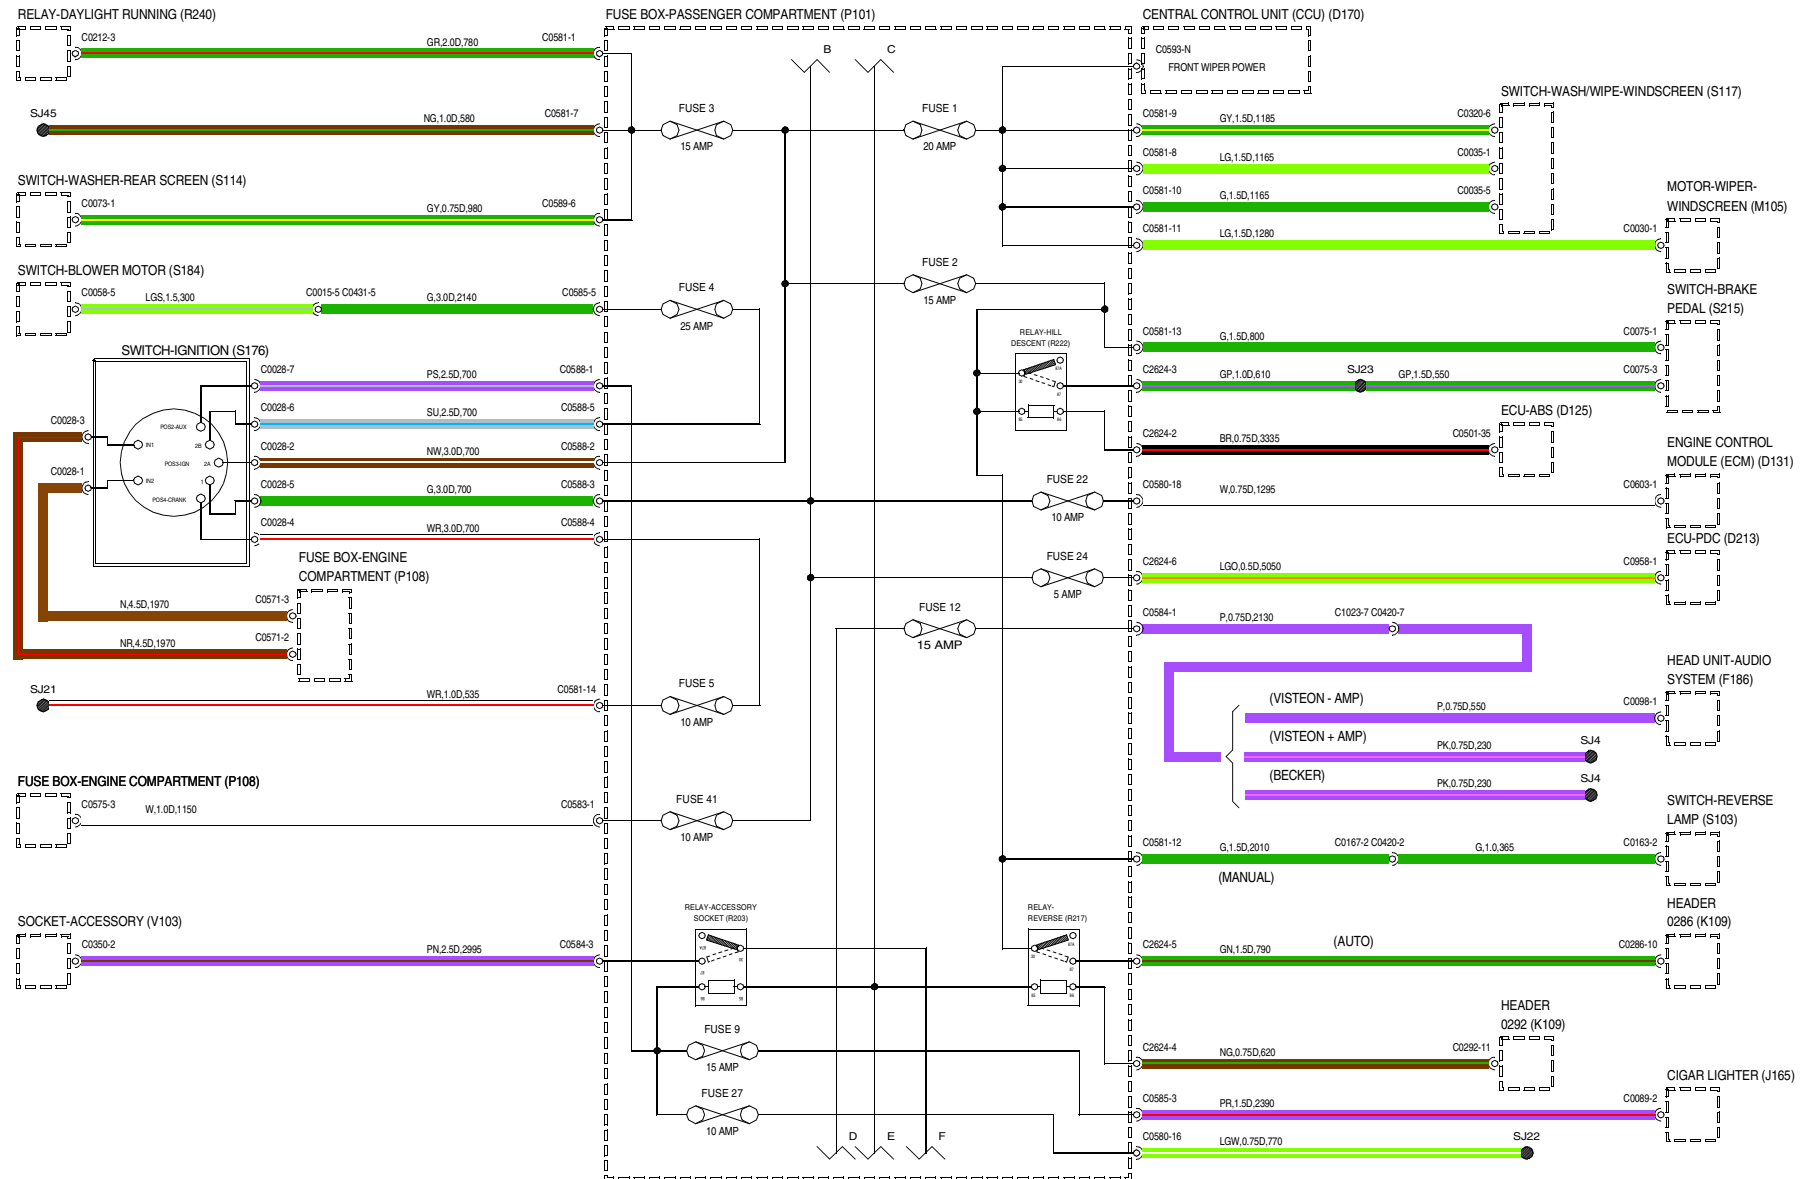 RELAY-DAYLIGHT RUNNING (R240)
C0212-3
GR,2.0D,780
C0581-1
SJ45
NG,1.0D,580
C0581-7
SWITCH-WASHER-REAR SCREEN (S114)
C0073-1
GY,0.75D,980
C0589-6
SWITCH-BLOWER MOTOR (S184)
C0058-5
LGS,1.5,300
C0015-5 C0431-5
G,3.0D,2140
C0585-5
SWITCH-IGNITION (S176)
C0028-7
PS,2.5D,700
C0588-1
C0028-6
SU,2.5D,700
C0588-5
C0028-3
C0028-2
NW,3.0D,700
C0588-2
C0028-1
C0028-5
G,3.0D,700
C0588-3
C0028-4
WR,3.0D,700
C0588-4
POS2-AUX
IN1
2B
POS3-IGN
2A
IN2
1
POS4-CRANK
FUSE BOX-ENGINE
COMPARTMENT (P108)
N,4.5D,1970
C0571-3
NR,4.5D,1970
C0571-2
SJ21
WR,1.0D,535
C0581-14
FUSE BOX-ENGINE COMPARTMENT (P108)
C0575-3
W,1.0D,1150
C0583-1
SOCKET-ACCESSORY (V103)
C0350-2
PN,2.5D,2995
C0584-3
FUSE BOX-PASSENGER COMPARTMENT (P101)
B
C
FUSE 3
15 AMP
FUSE 1
20 AMP
FUSE 4
25 AMP
FUSE 2
15 AMP
RELAY-HILL
DESCENT (R222)
87A
30
87
85
86
FUSE 22
10 AMP
FUSE 24
5 AMP
FUSE 12
15 AMP
FUSE 5
10 AMP
FUSE 41
10 AMP
RELAY-ACCESSORY
SOCKET (R203)
RELAY-
REVERSE (R217)
87A
30
87
85
86
FUSE 9
15 AMP
FUSE 27
10 AMP
D
E
F
CENTRAL CONTROL UNIT (CCU) (D170)
C0593-N
FRONT WIPER POWER
SWITCH-WASH/WIPE-WINDSCREEN (S117)
C0581-9
GY,1.5D,1185
C0320-6
C0581-8
LG,1.5D,1165
C0035-1
C0581-10
G,1.5D,1165
C0035-5
MOTOR-WIPER-
WINDSCREEN (M105)
C0581-11
LG,1.5D,1280
C0030-1
SWITCH-BRAKE
PEDAL (S215)
C0581-13
G,1.5D,800
C0075-1
C2624-3
GP,1.0D,610
SJ23
GP,1.5D,550
C0075-3
ECU-ABS (D125)
C2624-2
BR,0.75D,3335
C0501-35
ENGINE CONTROL
MODULE (ECM) (D131)
C0580-18
W,0.75D,1295
C0603-1
ECU-PDC (D213)
C2624-6
LGO,0.5D,5050
C0958-1
C0584-1
P,0.75D,2130
C1023-7 C0420-7
HEAD UNIT-AUDIO
SYSTEM (F186)
(VISTEON - AMP)
P,0.75D,550
C0098-1
(VISTEON + AMP)
PK,0.75D,230
SJ4
(BECKER)
PK,0.75D,230
SJ4
SWITCH-REVERSE
LAMP (S103)
C0581-12
G,1.5D,2010
C0167-2 C0420-2
G,1.0,365
C0163-2
(MANUAL)
HEADER
0286 (K109)
C2624-5
GN,1.5D,790
(AUTO)
C0286-10
HEADER
0292 (K109)
C2624-4
NG,0.75D,620
C0292-11
CIGAR LIGHTER (J165)
C0585-3
PR,1.5D,2390
C0089-2
C0580-16
LGW,0.75D,770
SJ22